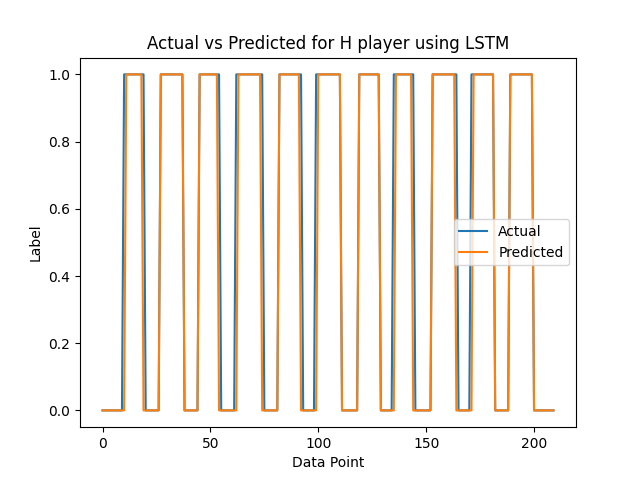 Actual vs Predicted for H player using LSTM
1.0
0.8
0.6
0.4
0.2
0.0
Label
Actual
Predicted
0
50
100
150
200
Data Point